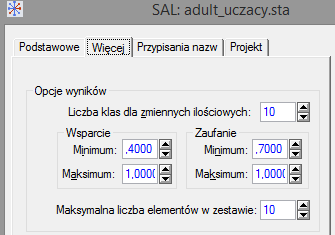 SAL: adult_uczacy.sta
Podstawowe Więcej Przypisania nazw Projekt
Opcje wyników
Liczba klas dla zmiennych ilościowych: 10
Wsparcie Zaufanie
Minimum: ,4000 Minimum: ,7000
Maksimum: 1,0000 Maksimum: 1,0000
Maksymalna liczba elementów w zestawie: 10